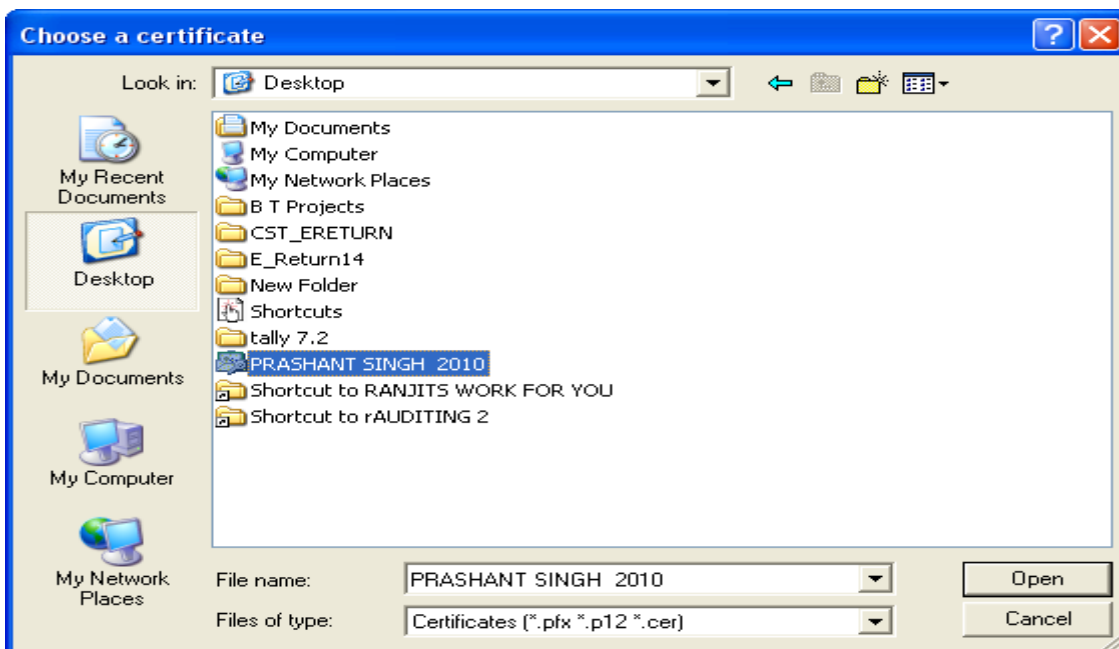 Choose a certificate
Look in:
Desktop
My Recent
Documents
Desktop
My Documents
My Computer
My Network
Places
My Documents
My Computer
My Network Places
B T Projects
CST_ERETURN
E_Return14
New Folder
Shortcuts
tally 7.2
PRASHANT SINGH  2010
Shortcut to RANJITS WORK FOR YOU
Shortcut to rAUDITING 2
File name:
PRASHANT SINGH  2010
Open
Files of type:
Certificates (*.pfx *.p12 *.cer)
Cancel